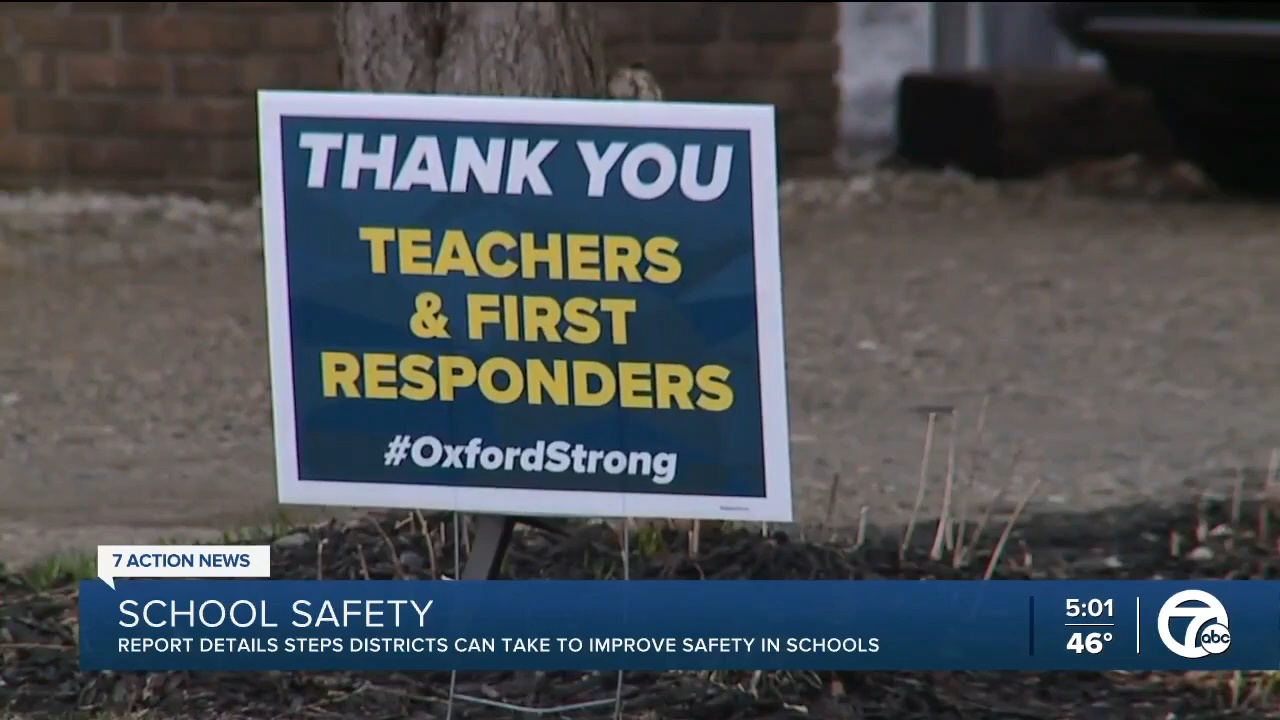 THANK YOU
TEACHERS
& FIRST
RESPONDERS
#OxfordStrong
7 ACTION NEWS
SCHOOL SAFETY
REPORT DETAILS STEPS DISTRICTS CAN TAKE TO IMPROVE SAFETY IN SCHOOLS
5:01
46°
7 abc